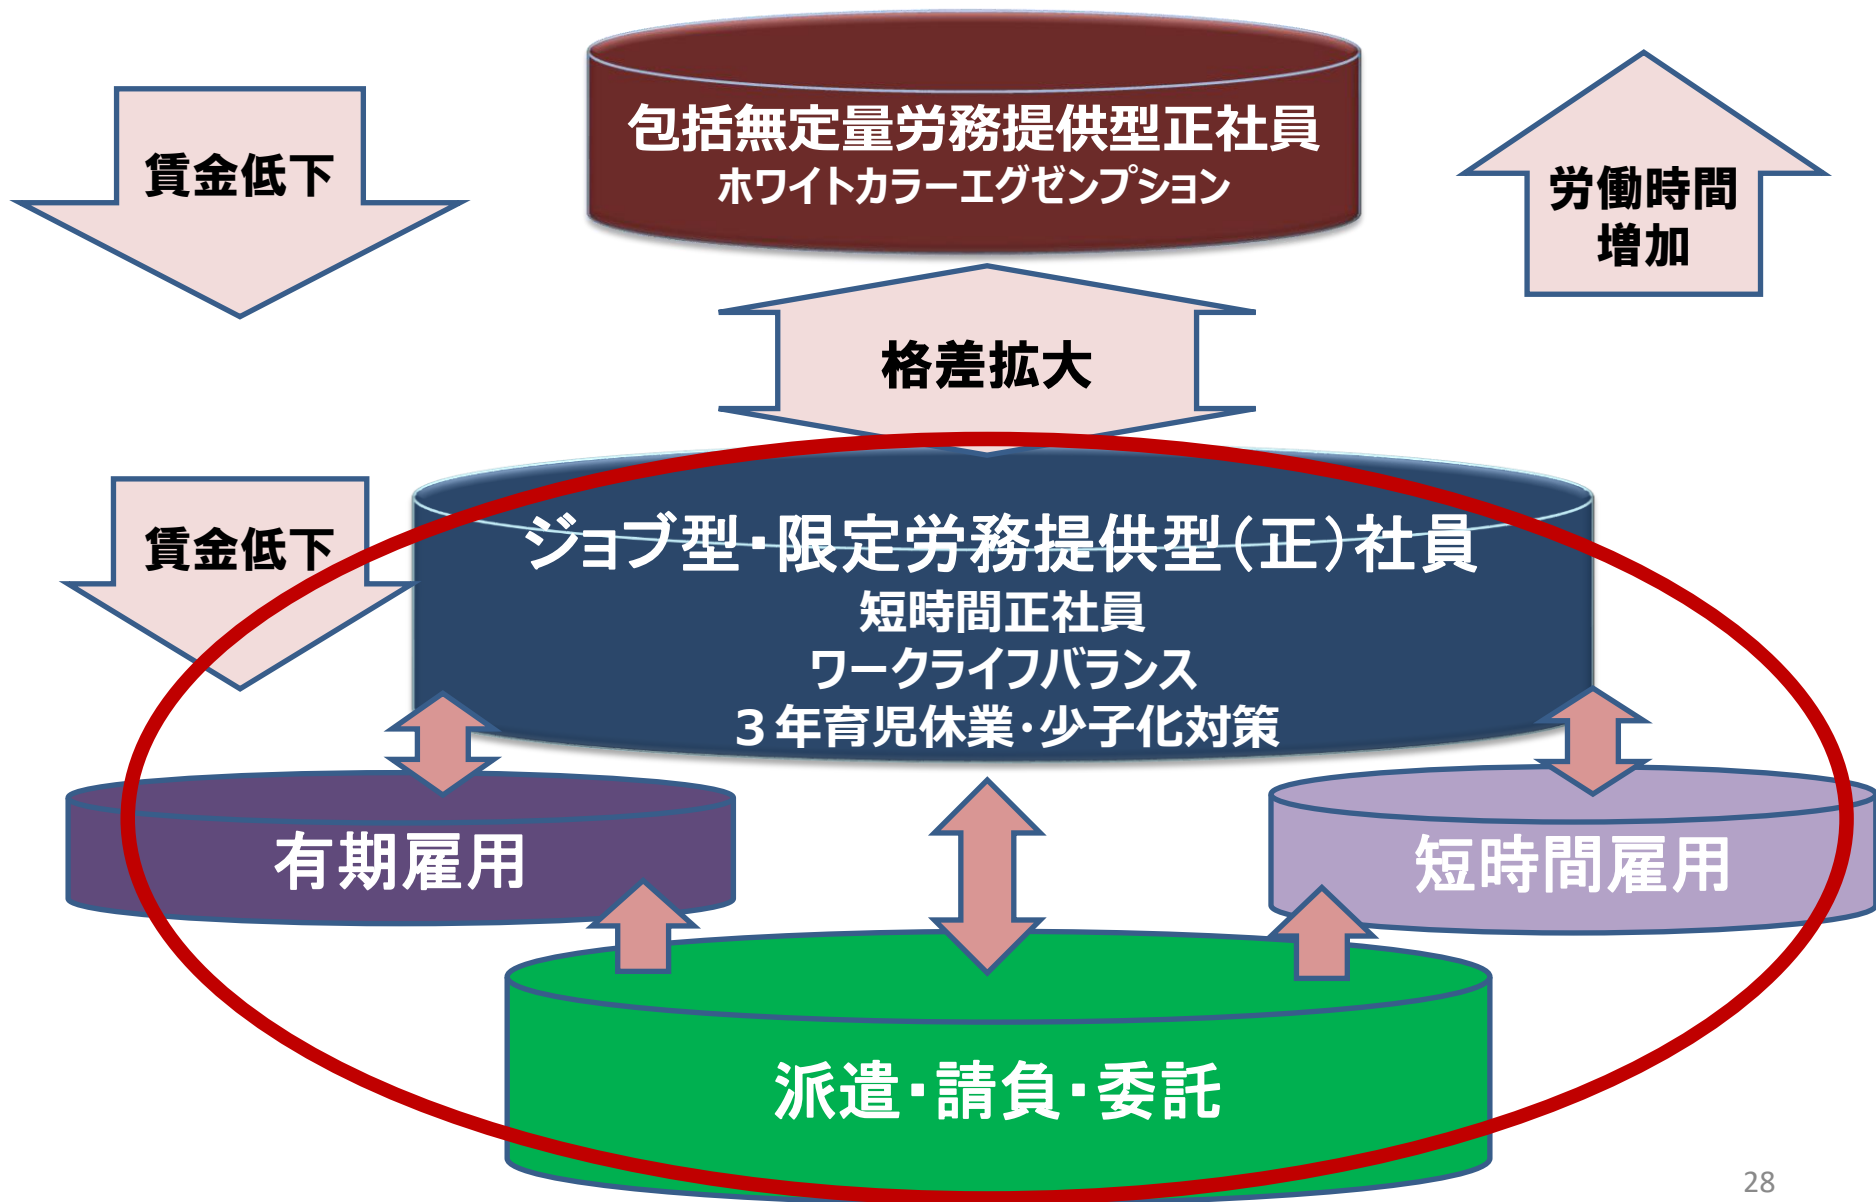 包括無定量労務提供型正社員
ホワイトカラーエグゼンプション
賃金低下
労働時間
増加
格差拡大
賃金低下
ジョブ型・限定労務提供型(正)社員
短時間正社員
ワークライフバランス
３年育児休業・少子化対策
有期雇用
短時間雇用
派遣・請負・委託
28